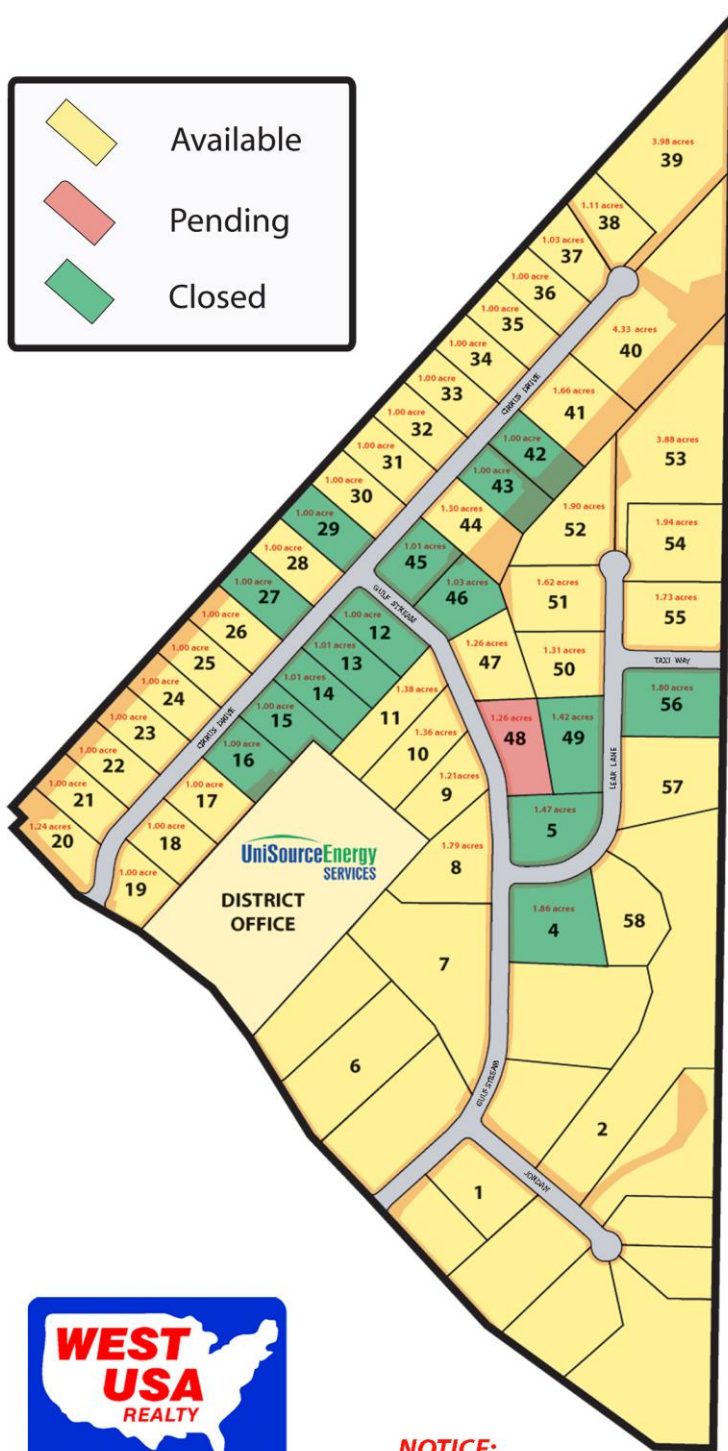 Available
Pending
Closed
3.98 acres
39
1.11 acres
38
1.03 acres
37
1.00 acre
36
1.00 acre
35
1.00 acre
34
1.00 acre
33
1.00 acre
32
1.00 acre
31
1.00 acre
30
1.00 acre
29
1.00 acre
28
1.00 acre
27
1.00 acre
26
1.00 acre
25
1.00 acre
24
1.00 acre
23
1.00 acre
22
1.00 acre
21
1.24 acres
20
CIRRUS DRIVE
4.33 acres
40
1.66 acres
41
1.00 acre
42
1.00 acre
43
1.30 acres
44
1.01 acres
45
1.03 acres
46
3.88 acres
53
1.90 acres
52
1.94 acres
54
1.62 acres
51
1.73 acres
55
1.31 acres
50
TAXI WAY
1.26 acres
47
1.80 acres
56
1.26 acres
48
1.42 acres
49
LEAR LANE
57
1.47 acres
5
GULF STREAM
1.00 acre
12
1.01 acres
13
1.01 acres
14
1.00 acre
15
1.00 acre
16
CIRRUS DRIVE
1.00 acre
17
1.00 acre
18
1.00 acre
19
1.38 acres
11
1.36 acres
10
1.21acres
9
1.79 acres
8
UniSourceEnergy
SERVICES
DISTRICT
OFFICE
1.86 acres
4
58
7
6
GULF STREAM
2
JORDAN
1
WEST
USA
REALTY
NOTICE: